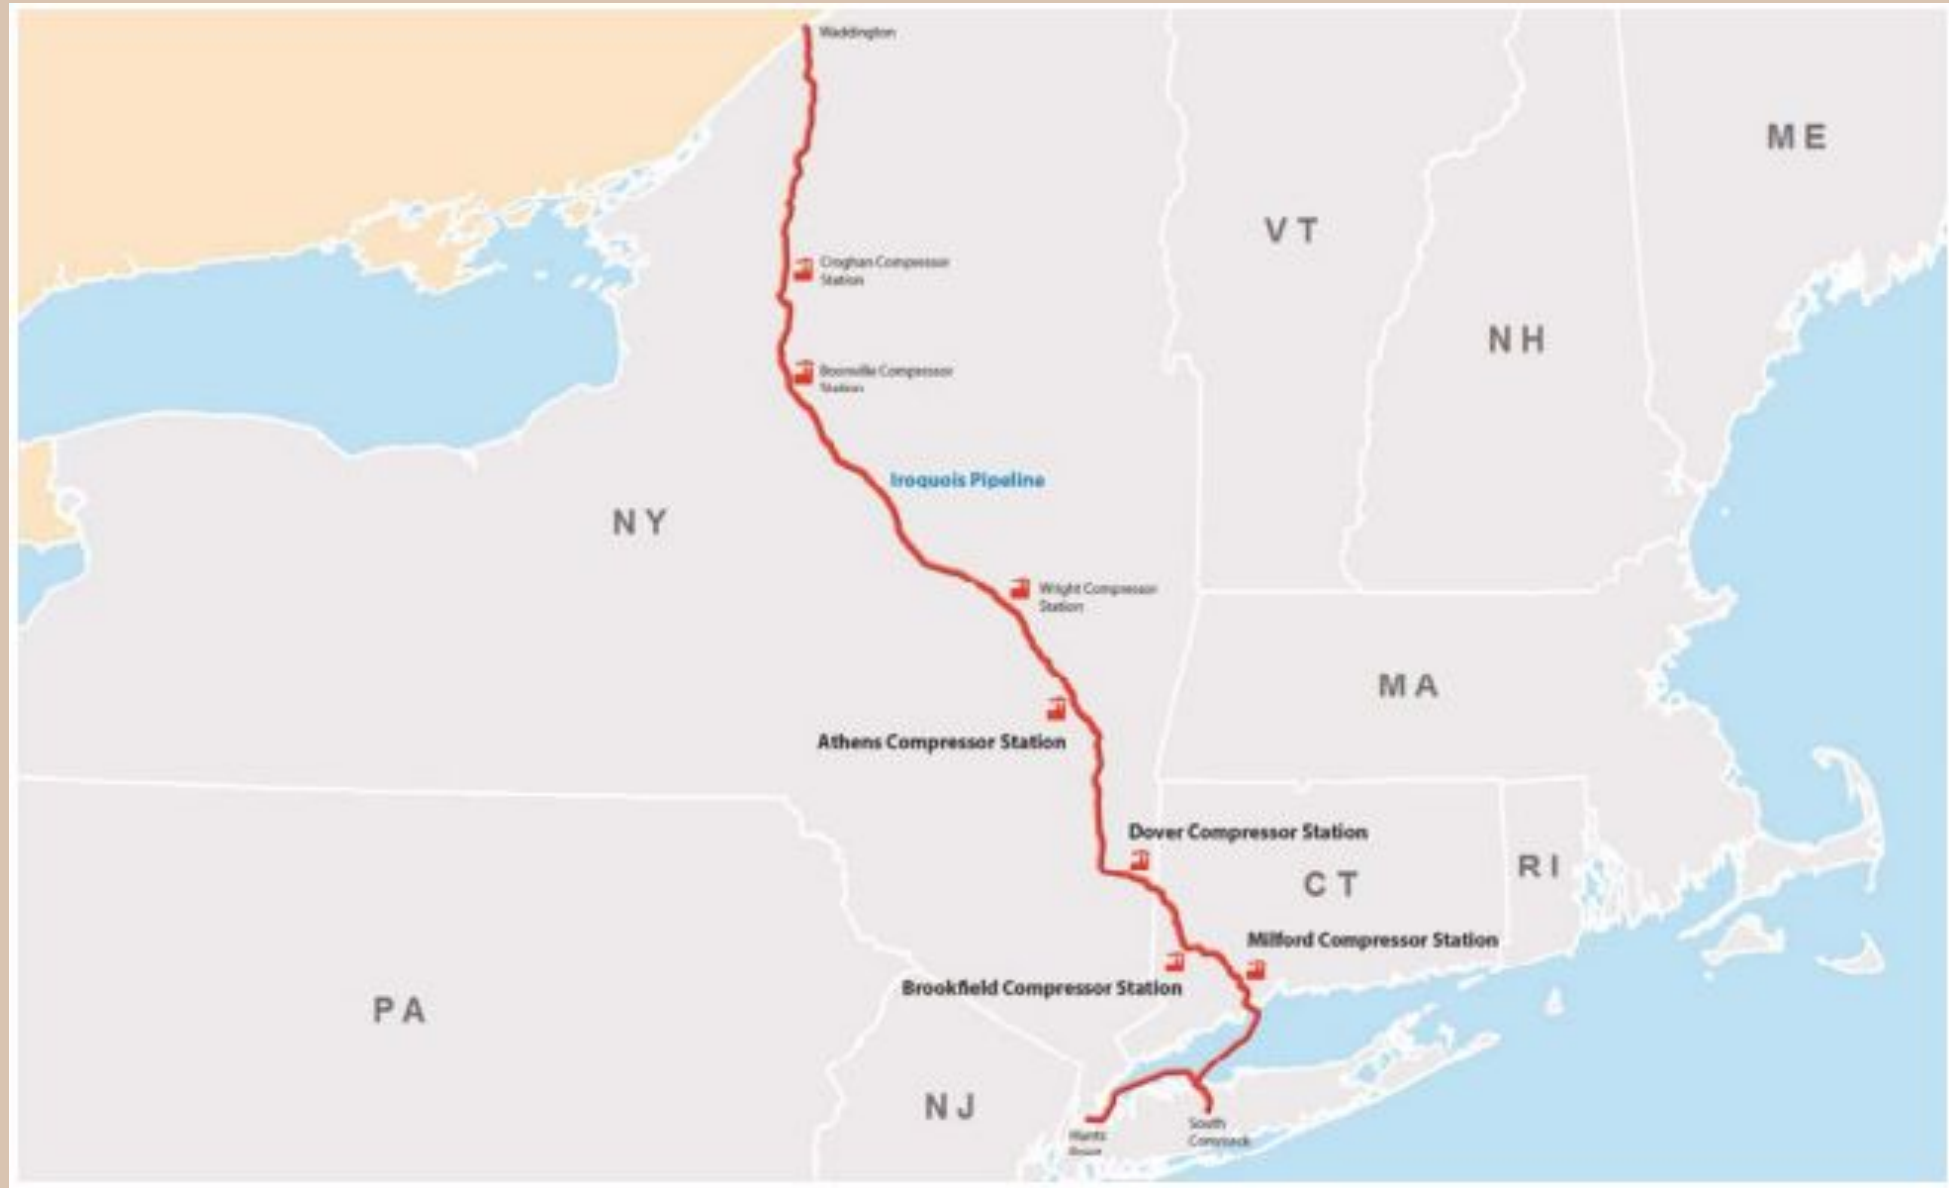 Waddington
ME
VT
Croghan Compressor
Station
NH
Boonville Compressor
Station
Iroquois Pipeline
NY
Wright Compressor
Station
MA
Athens Compressor Station
Dover Compressor Station
RI
CT
Milford Compressor Station
Brookfield Compressor Station
PA
NJ
South
Commack
Hunts